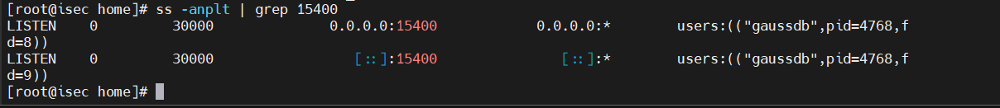 [root@isec home]# ss -anplt | grep 15400
LISTEN    0         30000              0.0.0.0:15400            0.0.0.0:*        users:(("gaussdb",pid=4768,f
d=8))
LISTEN    0         30000                 [::]:15400               [::]:*        users:(("gaussdb",pid=4768,f
d=9))
[root@isec home]#